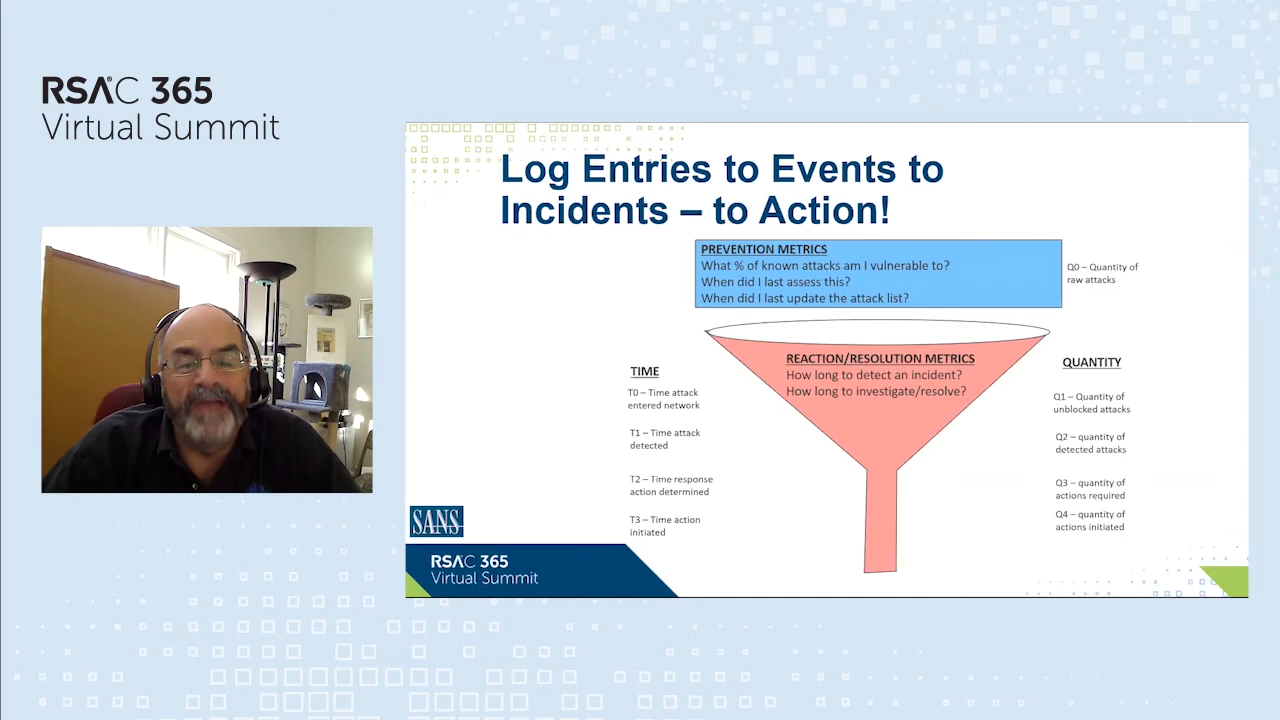 RSAC 365
Virtual Summit
Log Entries to Events to
Incidents – to Action!
PREVENTION METRICS
What % of known attacks am I vulnerable to?
When did I last assess this?
When did I last update the attack list?
Q0 – Quantity of
raw attacks
REACTION/RESOLUTION METRICS
How long to detect an incident?
How long to investigate/resolve?
TIME
T0 – Time attack
entered network
T1 – Time attack
detected
T2 – Time response
action determined
T3 – Time action
initiated
QUANTITY
Q1 – Quantity of
unblocked attacks
Q2 – quantity of
detected attacks
Q3 – quantity of
actions required
Q4 – quantity of
actions initiated
SANS
RSAC 365
Virtual Summit